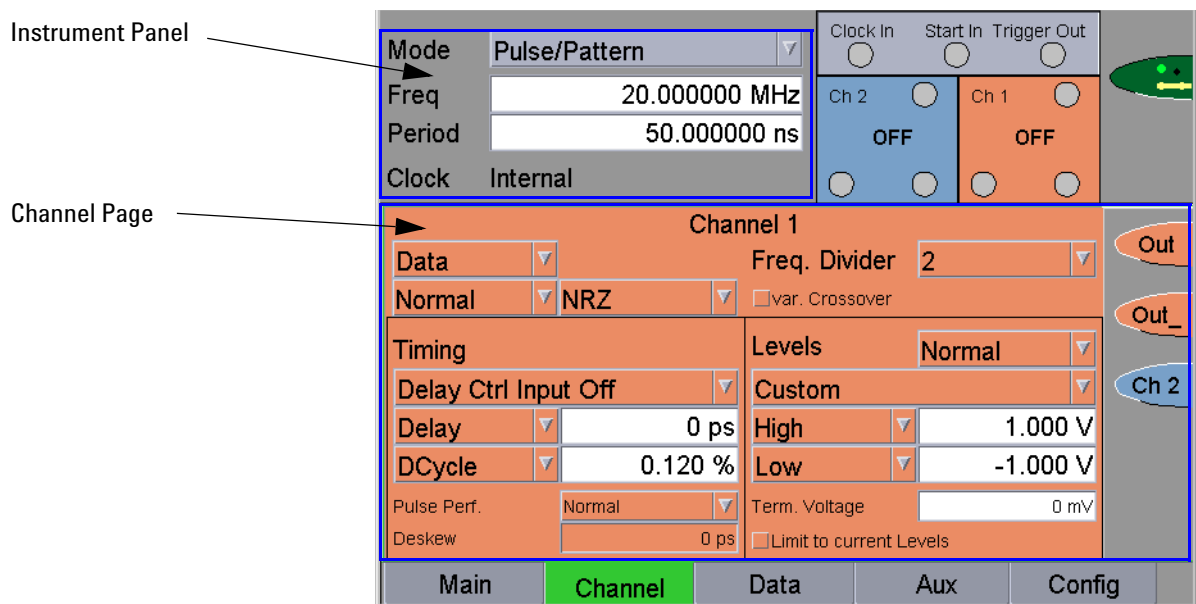 Instrument Panel
Channel Page
Mode Pulse/Pattern
Freq 20.000000 MHz
Period 50.000000 ns
Clock Internal
Clock In Start In Trigger Out
Ch 2 Ch 1
OFF OFF
Channel 1
Data Freq. Divider 2
Normal NRZ var. Crossover
Timing Levels Normal
Delay Ctrl Input Off Custom
Delay 0 ps High 1.000 V
DCycle 0.120 % Low -1.000 V
Pulse Perf. Normal Term. Voltage 0 mV
Deskew 0 ps Limit to current Levels
Out
Out_
Ch 2
Main Channel Data Aux Config